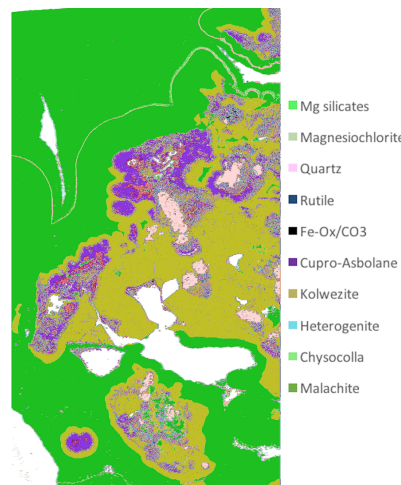 Mg silicates
Magnesiochlorite
Quartz
Rutile
Fe-Ox/CO3
Cupro-Asbolane
Kolwezite
Heterogenite
Chysocolla
Malachite